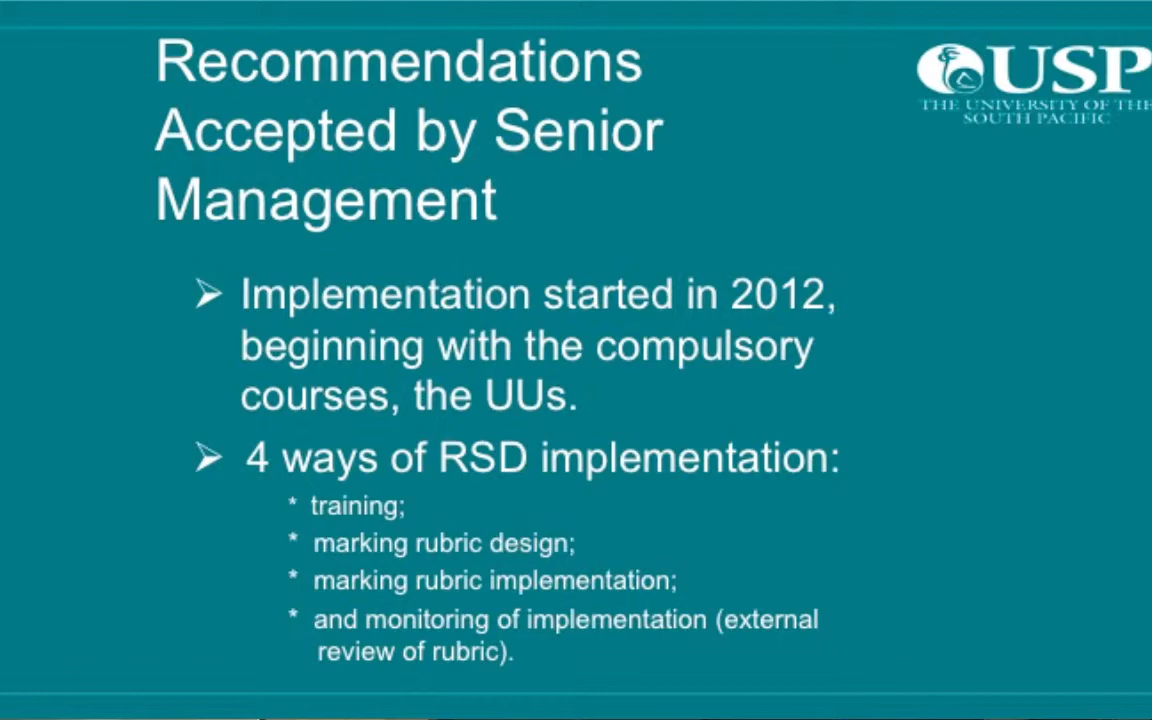 Recommendations
Accepted by Senior
Management
USP
THE UNIVERSITY OF THE
SOUTH PACIFIC
➢ Implementation started in 2012,
beginning with the compulsory
courses, the UUs.
➢ 4 ways of RSD implementation:
* training;
* marking rubric design;
* marking rubric implementation;
* and monitoring of implementation (external
review of rubric).